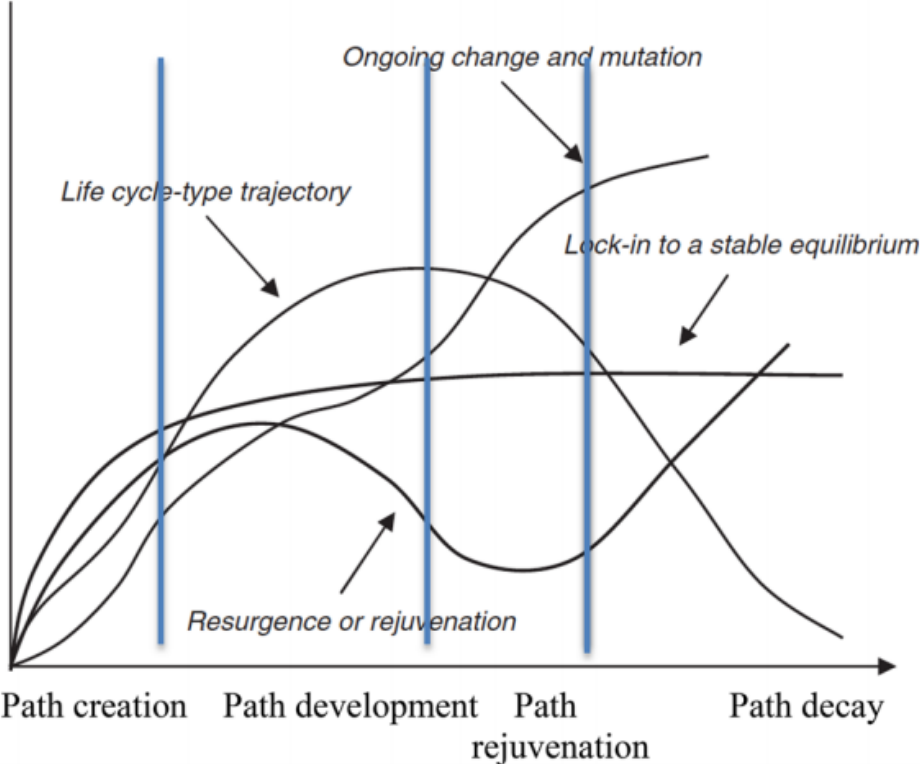 Ongoing change and mutation
Life cycle-type trajectory
Lock-in to a stable equilibrium
Resurgence or rejuvenation
Path creation
Path development
Path
rejuvenation
Path decay